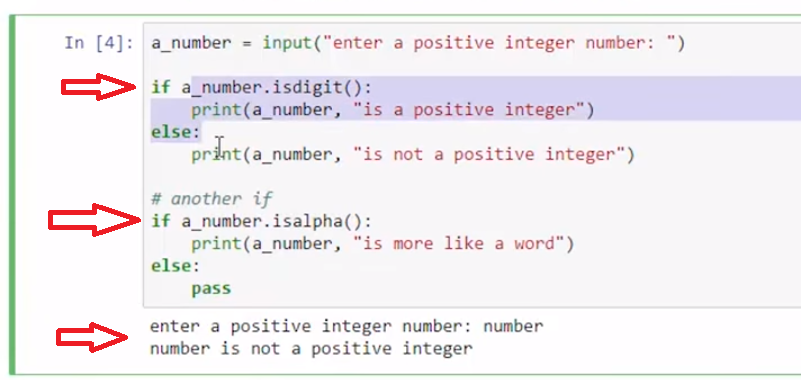 In [4]: a_number = input("enter a positive integer number: ")
if a_number.isdigit():
print(a_number, "is a positive integer")
else:
print(a_number, "is not a positive integer")
# another if
if a_number.isalpha():
print(a_number, "is more like a word")
else:
pass
enter a positive integer number: number
number is not a positive integer